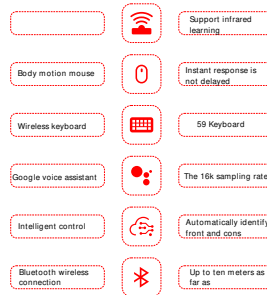 Support infrared
learning
Body motion mouse
Instant response is
not delayed
Wireless keyboard
59 Keyboard
Google voice assistant
The 16k sampling rate
Intelligent control
Automatically identify
front and cons
Bluetooth wireless
connection
Up to ten meters as
far as